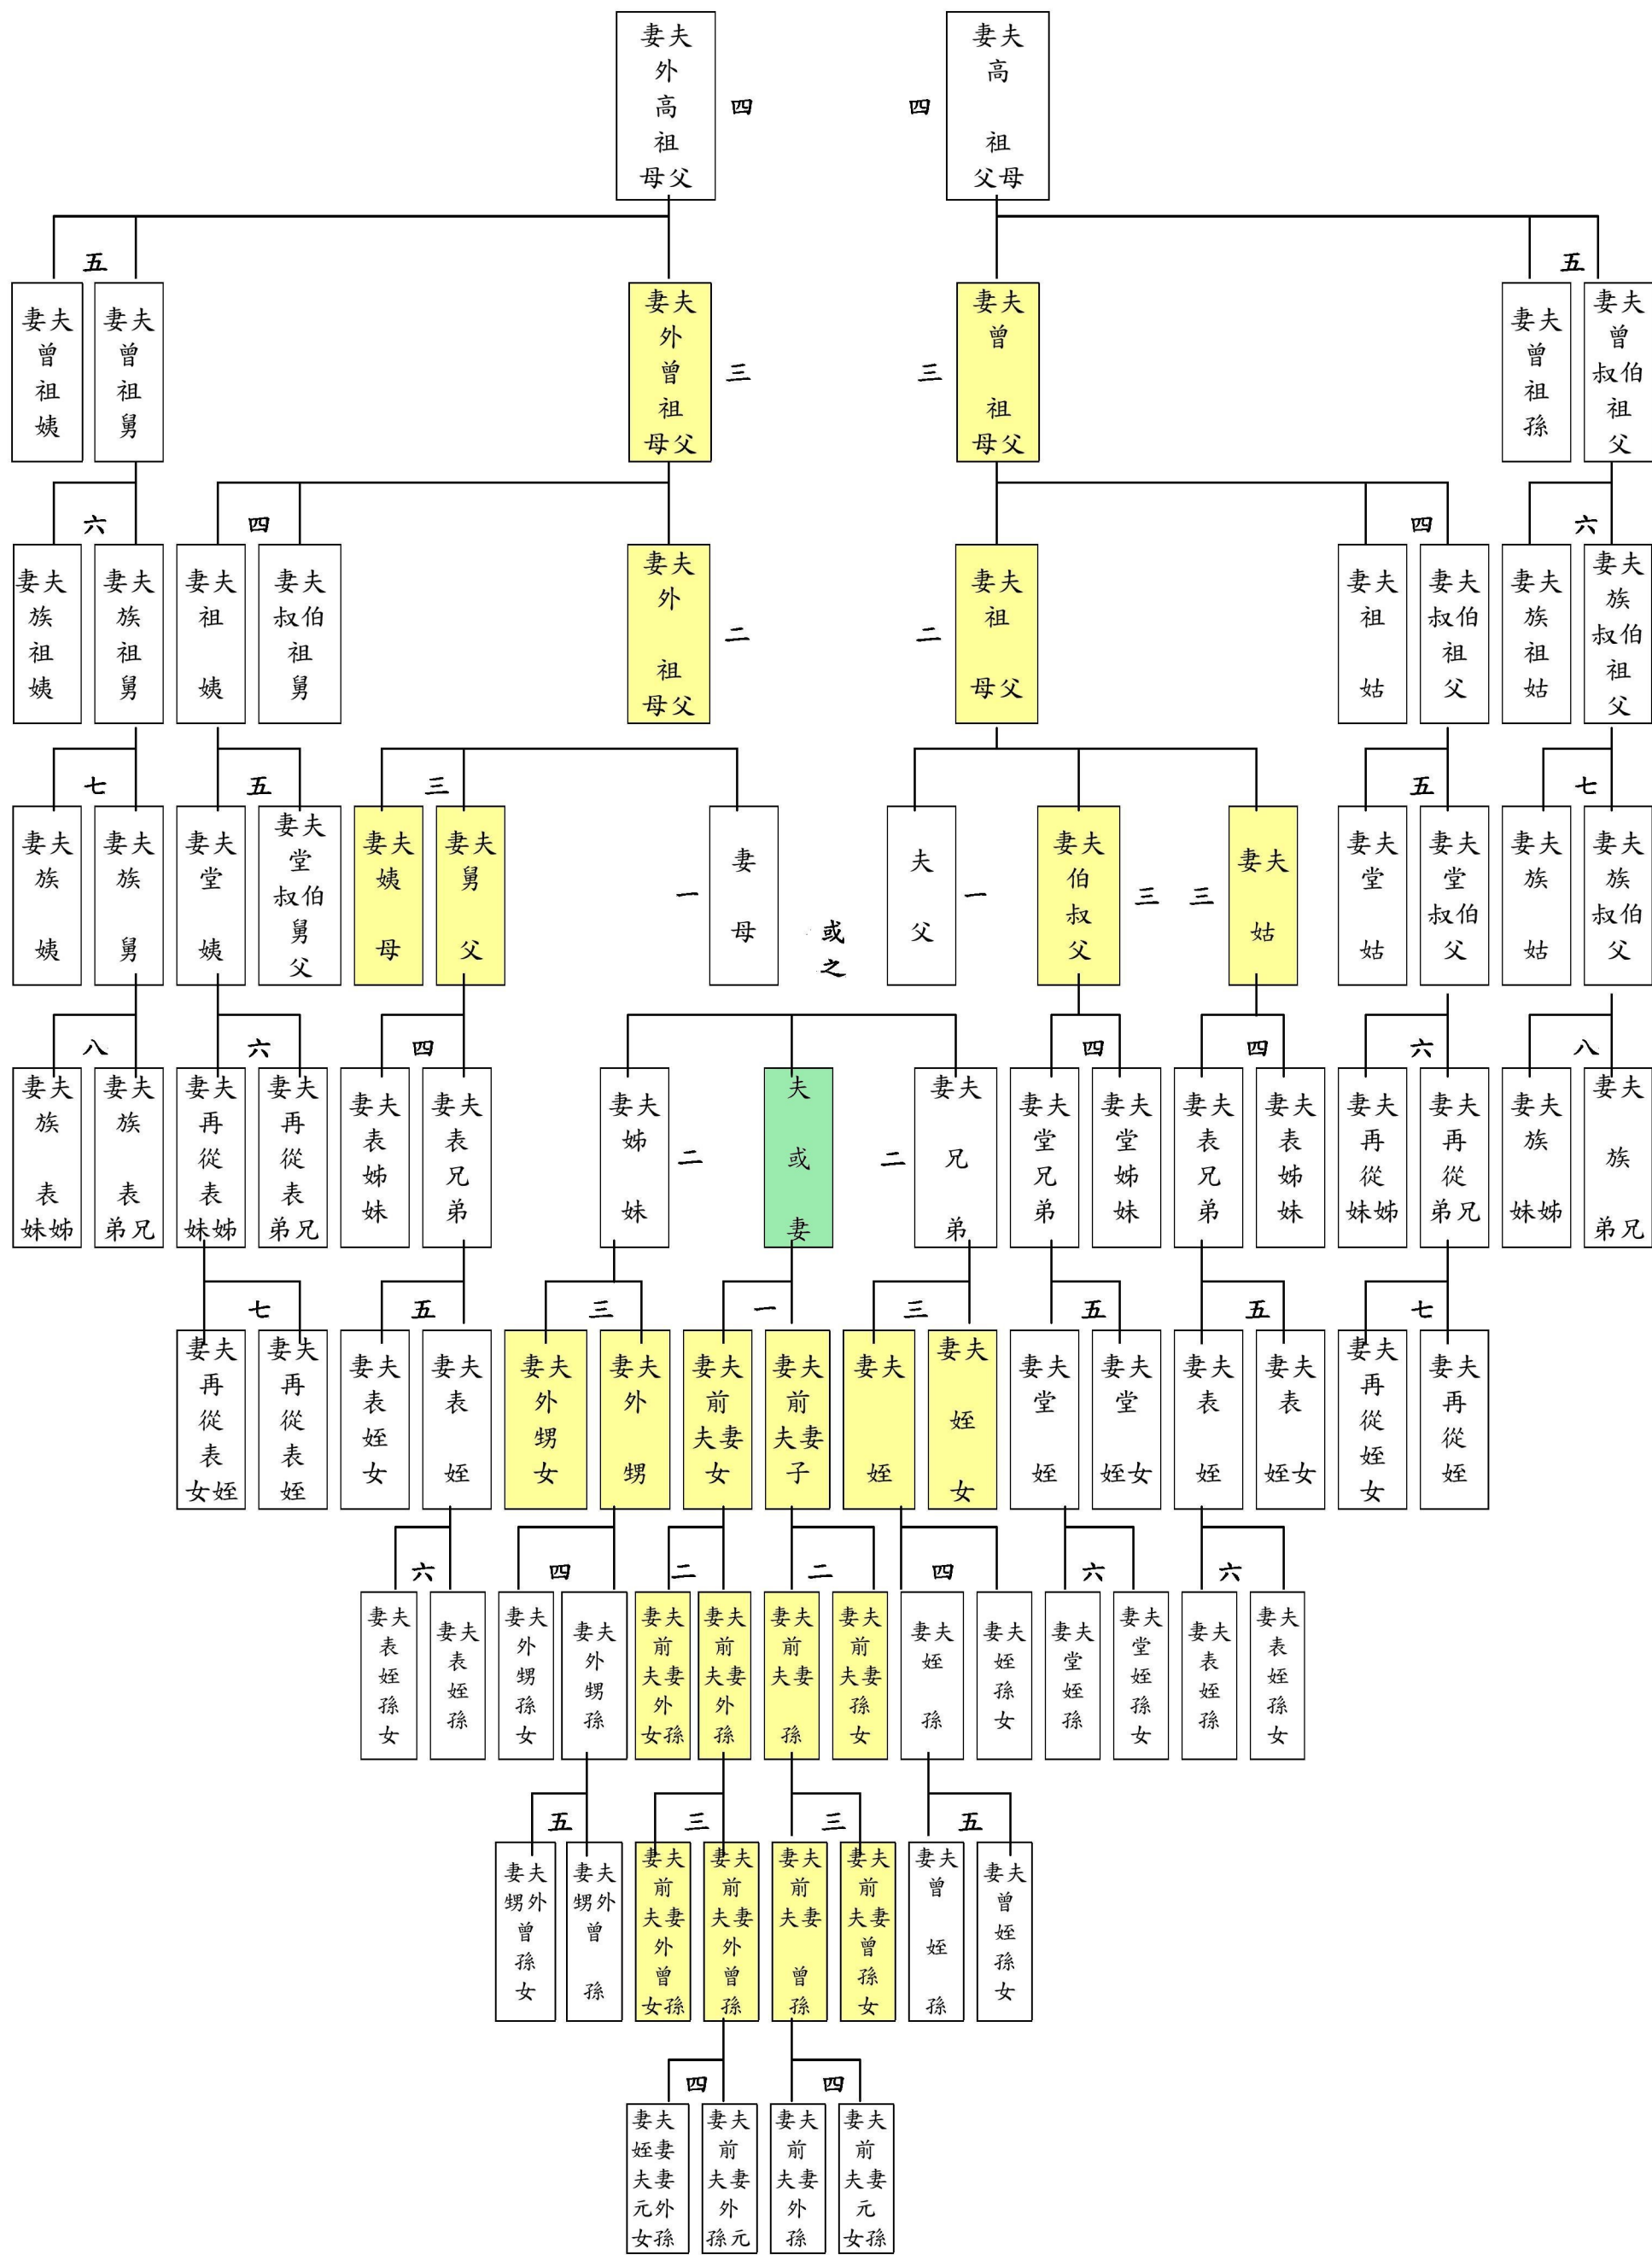 妻夫
外
高
祖
母父
四
四
妻夫
高
祖
父母
五
五
妻夫
曾
祖
姨
妻夫
曾
祖
舅
妻夫
外
曾
祖
母父
三
三
妻夫
曾
祖
母父
妻夫
曾
祖
孫
妻夫
曾
叔伯
祖
父
六
四
四
六
妻夫
族
祖
姨
妻夫
族
祖
舅
妻夫
祖
姨
妻夫
叔伯
祖
舅
妻夫
外
祖
母父
二
二
妻夫
祖
母父
妻夫
祖
姑
妻夫
叔伯
祖
父
妻夫
族
祖
姑
妻夫
族
叔伯
祖
父
七
五
三
五
七
妻夫
族
姨
妻夫
族
舅
妻夫
堂
姨
妻夫
堂
叔伯
舅
父
妻夫
姨
母
妻夫
舅
父
一
妻
母
或
之
夫
父
一
妻夫
伯
叔
父
三
三
妻夫
姑
妻夫
堂
姑
妻夫
堂
叔伯
父
妻夫
族
姑
妻夫
族
叔伯
父
八
六
四
四
四
六
八
妻夫
族
表
妹姊
妻夫
族
表
弟兄
妻夫
再
從
表
妹姊
妻夫
再
從
表
弟兄
妻夫
表
姊
妹
妻夫
表
兄
弟
妻夫
姊
妹
二
夫
或
妻
二
妻夫
兄
弟
妻夫
堂
兄
弟
妻夫
堂
姊
妹
妻夫
表
兄
弟
妻夫
表
姊
妹
妻夫
再
從
妹姊
妻夫
再
從
弟兄
妻夫
族
妹姊
妻夫
族
弟兄
七
五
三
一
三
五
五
七
妻夫
再
從
表
女姪
妻夫
再
從
表
姪
妻夫
表
姪
女
妻夫
表
姪
妻夫
外
甥
女
妻夫
外
甥
妻夫
前
夫妻
女
妻夫
前
夫妻
子
妻夫
姪
妻夫
姪
女
妻夫
堂
姪
妻夫
堂
姪女
妻夫
表
姪
妻夫
表
姪女
妻夫
再
從
姪
女
妻夫
再
從
姪
六
四
二
二
四
六
六
妻夫
表
姪
孫
女
妻夫
表
姪
孫
妻夫
外
甥
孫
女
妻夫
外
甥
孫
妻夫
前
夫妻
外
女孫
妻夫
前
夫妻
外
孫
妻夫
前
夫妻
孫
妻夫
前
夫妻
孫
女
妻夫
姪
孫
妻夫
姪
孫
女
妻夫
堂
姪
孫
妻夫
堂
姪
孫
女
妻夫
表
姪
孫
妻夫
表
姪
孫
女
五
三
三
五
妻夫
甥外
曾
孫
女
妻夫
甥外
曾
孫
妻夫
前
夫妻
外
曾
女孫
妻夫
前
夫妻
外
曾
孫
妻夫
前
夫妻
曾
孫
妻夫
前
夫妻
曾
孫
女
妻夫
曾
姪
孫
妻夫
曾
姪
孫
女
四
四
妻夫
姪妻
夫妻
元外
女孫
妻夫
前
夫妻
外
孫元
妻夫
前
夫妻
外
孫
妻夫
前
夫妻
元
女孫